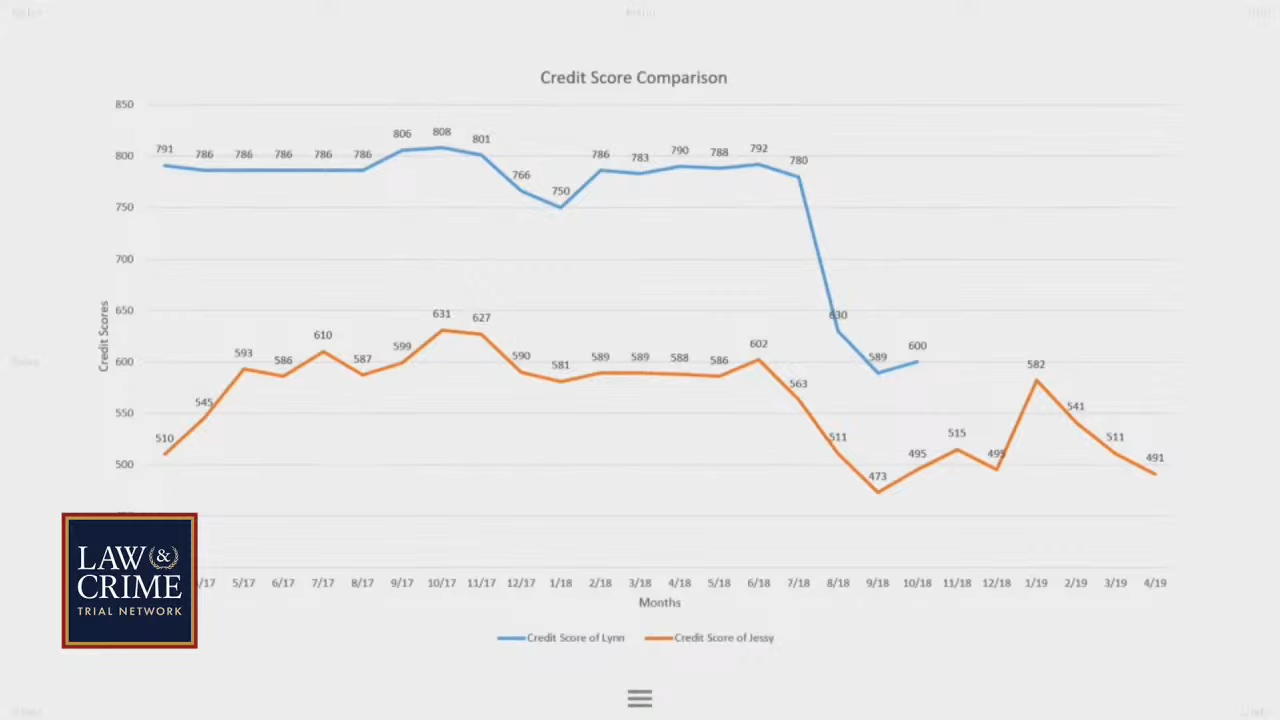 Credit Score Comparison
850
800
750
700
650
600
550
500
Credit Scores
791 786 786 786 786 786 806 808 801 766 750 786 783 790 788 792 780 630 589 600
510 545 593 586 610 587 599 631 627 590 581 589 589 588 586 602 563 511 473 495 515 495 582 541 511 491
/17 5/17 6/17 7/17 8/17 9/17 10/17 11/17 12/17 1/18 2/18 3/18 4/18 5/18 6/18 7/18 8/18 9/18 10/18 11/18 12/18 1/19 2/19 3/19 4/19
Months
Credit Score of Lynn Credit Score of Jessy
LAW &
CRIME
TRIAL NETWORK